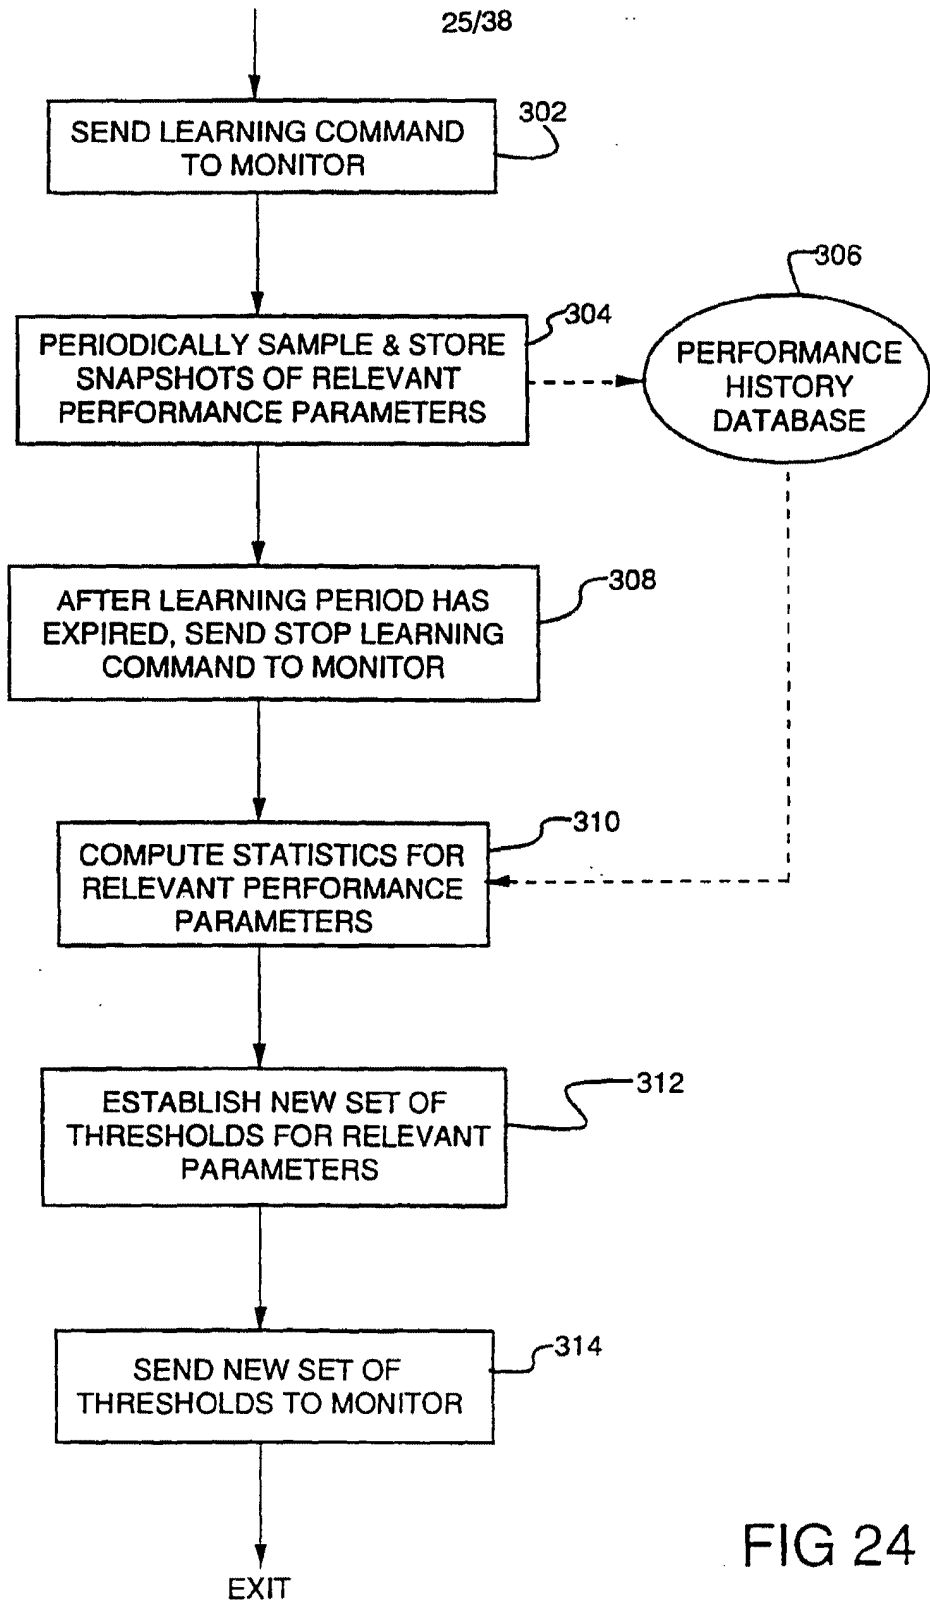 25/38
302
SEND LEARNING COMMAND
TO MONITOR
306
304
PERIODICALLY SAMPLE & STORE
SNAPSHOTS OF RELEVANT
PERFORMANCE PARAMETERS
PERFORMANCE
HISTORY
DATABASE
308
AFTER LEARNING PERIOD HAS
EXPIRED, SEND STOP LEARNING
COMMAND TO MONITOR
310
COMPUTE STATISTICS FOR
RELEVANT PERFORMANCE
PARAMETERS
312
ESTABLISH NEW SET OF
THRESHOLDS FOR RELEVANT
PARAMETERS
314
SEND NEW SET OF
THRESHOLDS TO MONITOR
EXIT
FIG 24